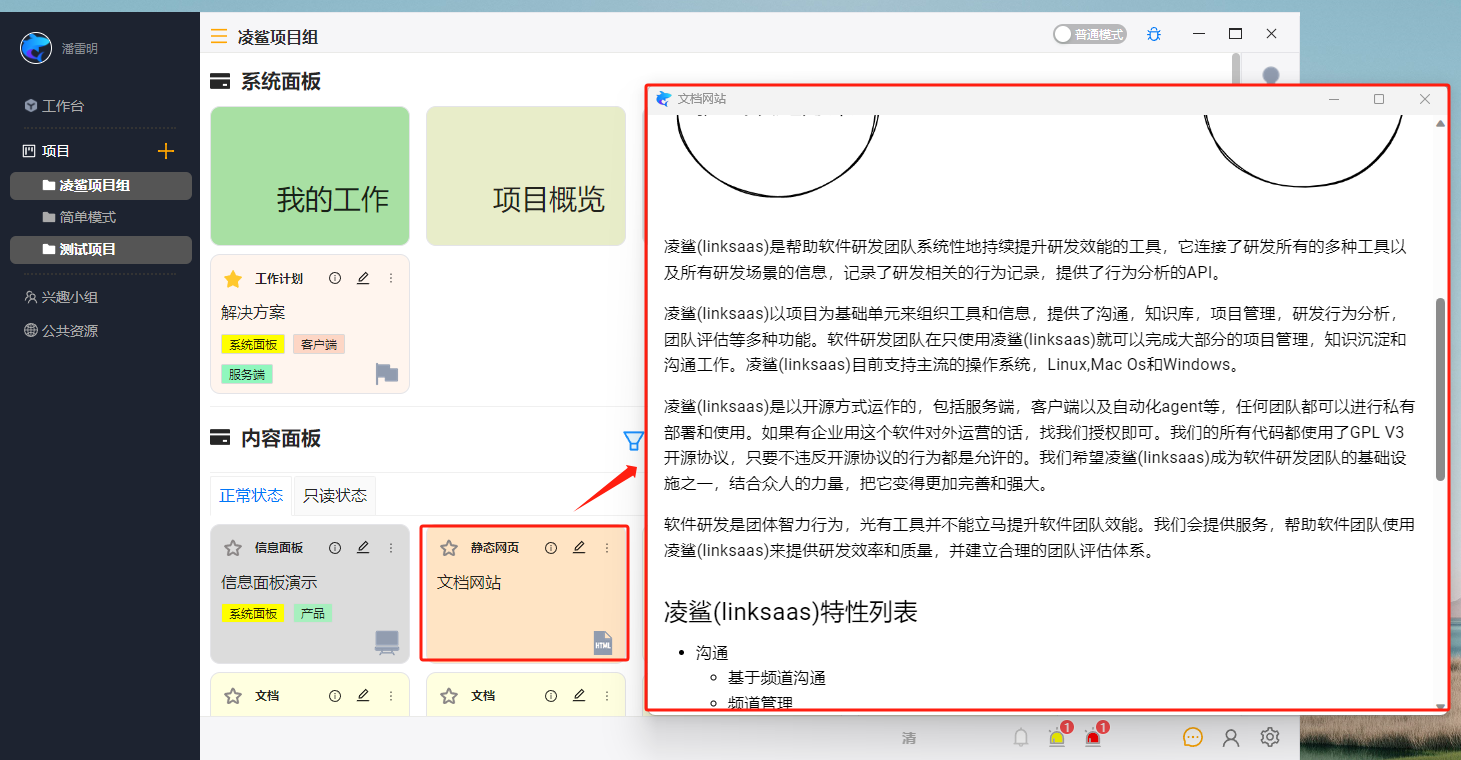 潘雷明
工作台
项目
凌鲨项目组
简单模式
测试项目
兴趣小组
公共资源
凌鲨项目组
普通模式
系统面板
我的工作
项目概览
工作计划
解决方案
系统面板
客户端
服务端
内容面板
正常状态
只读状态
信息面板
信息面板演示
系统面板
产品
静态网页
文档网站
HTML
文档
文档
清
1
1
文档网站
凌鲨(linksaas)是帮助软件研发团队系统性地持续提升研发效能的工具，它连接了研发所有的多种工具以
及所有研发场景的信息，记录了研发相关的行为记录，提供了行为分析的API。
凌鲨(linksaas)以项目为基础单元来组织工具和信息，提供了沟通，知识库，项目管理，研发行为分析，
团队评估等多种功能。软件研发团队在只使用凌鲨(linksaas)就可以完成大部分的项目管理，知识沉淀和
沟通工作。凌鲨(linksaas)目前支持主流的操作系统，Linux,Mac Os和Windows。
凌鲨(linksaas)是以开源方式运作的，包括服务端，客户端以及自动化agent等，任何团队都可以进行私有
部署和使用。如果有企业用这个软件对外运营的话，找我们授权即可。我们的所有代码都使用了GPL V3
开源协议，只要不违反开源协议的行为都是允许的。我们希望凌鲨(linksaas)成为软件研发团队的基础设
施之一，结合众人的力量，把它变得更加完善和强大。
软件研发是团体智力行为，光有工具并不能立马提升软件团队效能。我们会提供服务，帮助软件团队使用
凌鲨(linksaas)来提供研发效率和质量，并建立合理的团队评估体系。
凌鲨(linksaas)特性列表
沟通
基于频道沟通
频道管理